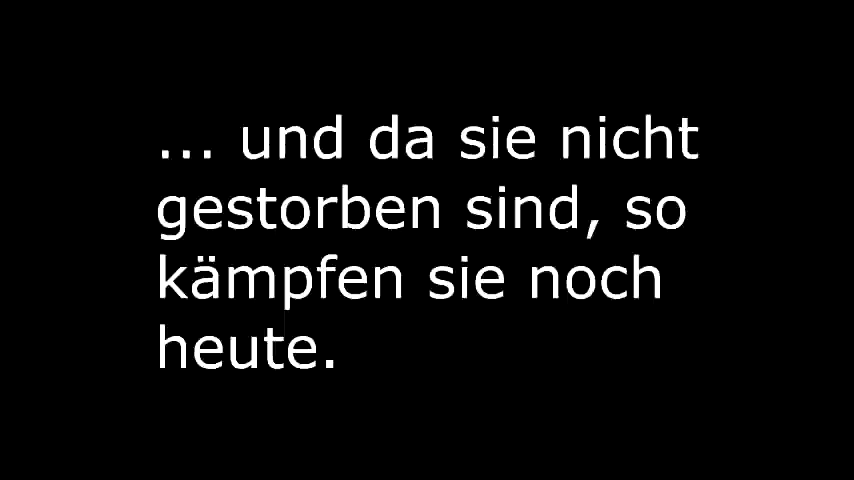 ... und da sie nicht
gestorben sind, so
kämpfen sie noch
heute.